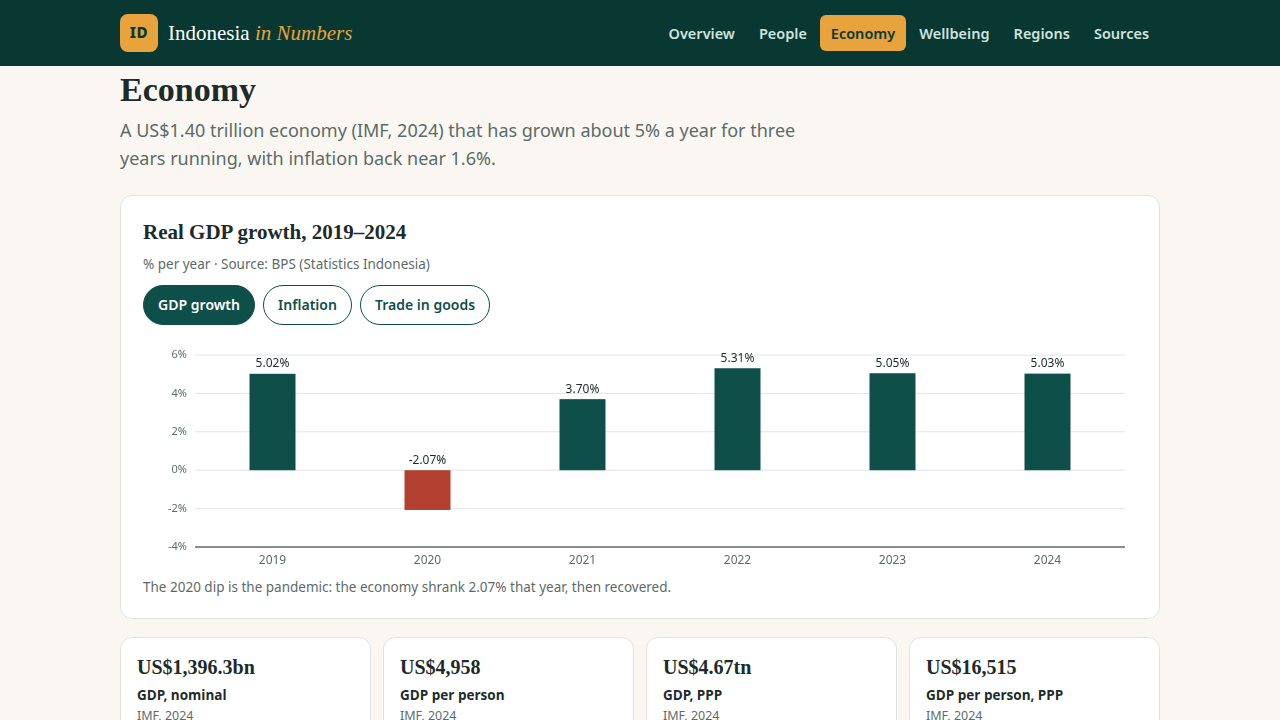 ID Indonesia in Numbers Overview People Economy Wellbeing Regions Sources
Economy
A US$1.40 trillion economy (IMF, 2024) that has grown about 5% a year for three
years running, with inflation back near 1.6%.
Real GDP growth, 2019–2024
% per year · Source: BPS (Statistics Indonesia)
GDP growth Inflation Trade in goods
6%
4%
2%
0%
-2%
-4%
5.02% -2.07% 3.70% 5.31% 5.05% 5.03%
2019 2020 2021 2022 2023 2024
The 2020 dip is the pandemic: the economy shrank 2.07% that year, then recovered.
US$1,396.3bn
GDP, nominal
IMF, 2024
US$4,958
GDP per person
IMF, 2024
US$4.67tn
GDP, PPP
IMF, 2024
US$16,515
GDP per person, PPP
IMF, 2024